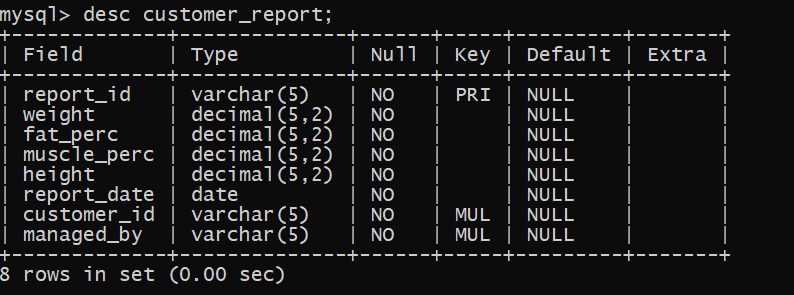 mysql> desc customer_report;
+-------------+--------------+------+-----+---------+-------+
| Field       | Type         | Null | Key | Default | Extra |
+-------------+--------------+------+-----+---------+-------+
| report_id   | varchar(5)   | NO   | PRI | NULL    |       |
| weight      | decimal(5,2) | NO   |     | NULL    |       |
| fat_perc    | decimal(5,2) | NO   |     | NULL    |       |
| muscle_perc | decimal(5,2) | NO   |     | NULL    |       |
| height      | decimal(5,2) | NO   |     | NULL    |       |
| report_date | date         | NO   |     | NULL    |       |
| customer_id | varchar(5)   | NO   | MUL | NULL    |       |
| managed_by  | varchar(5)   | NO   | MUL | NULL    |       |
+-------------+--------------+------+-----+---------+-------+
8 rows in set (0.00 sec)